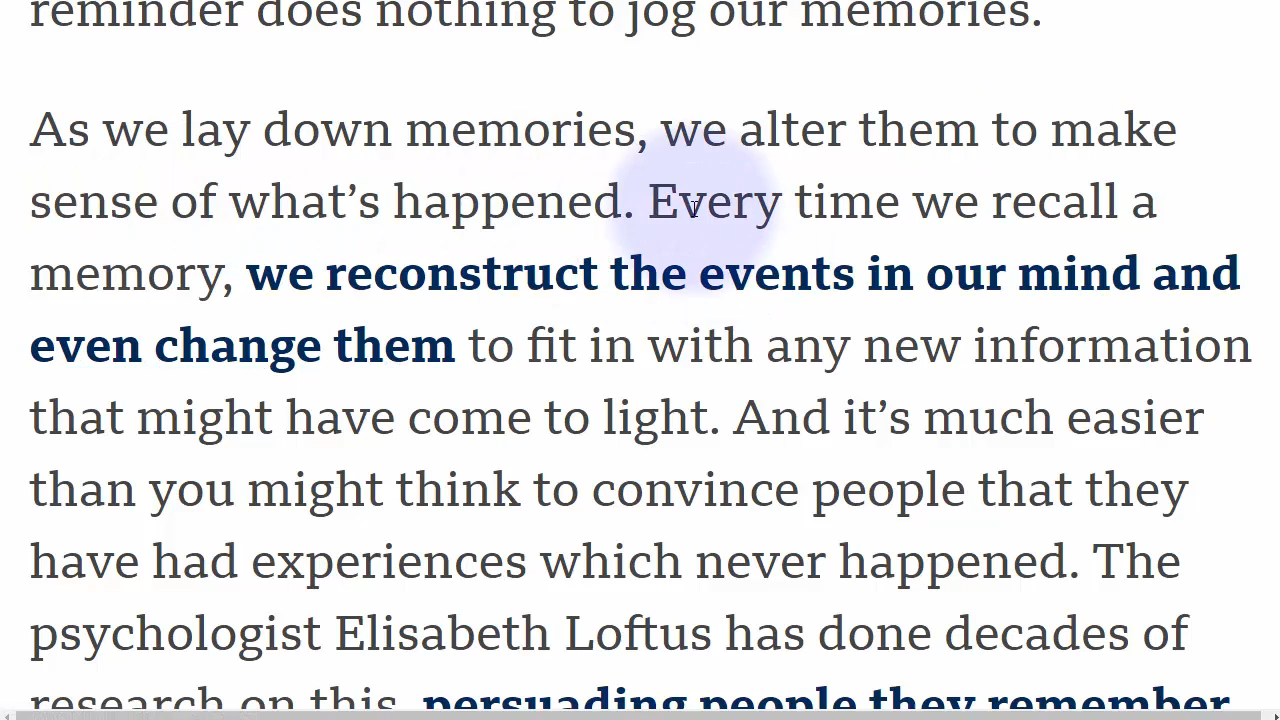 reminder does nothing to jog our memories.
As we lay down memories, we alter them to make
sense of what’s happened. Every time we recall a
memory, we reconstruct the events in our mind and
even change them to fit in with any new information
that might have come to light. And it’s much easier
than you might think to convince people that they
have had experiences which never happened. The
psychologist Elisabeth Loftus has done decades of
research on this, persuading people they remember